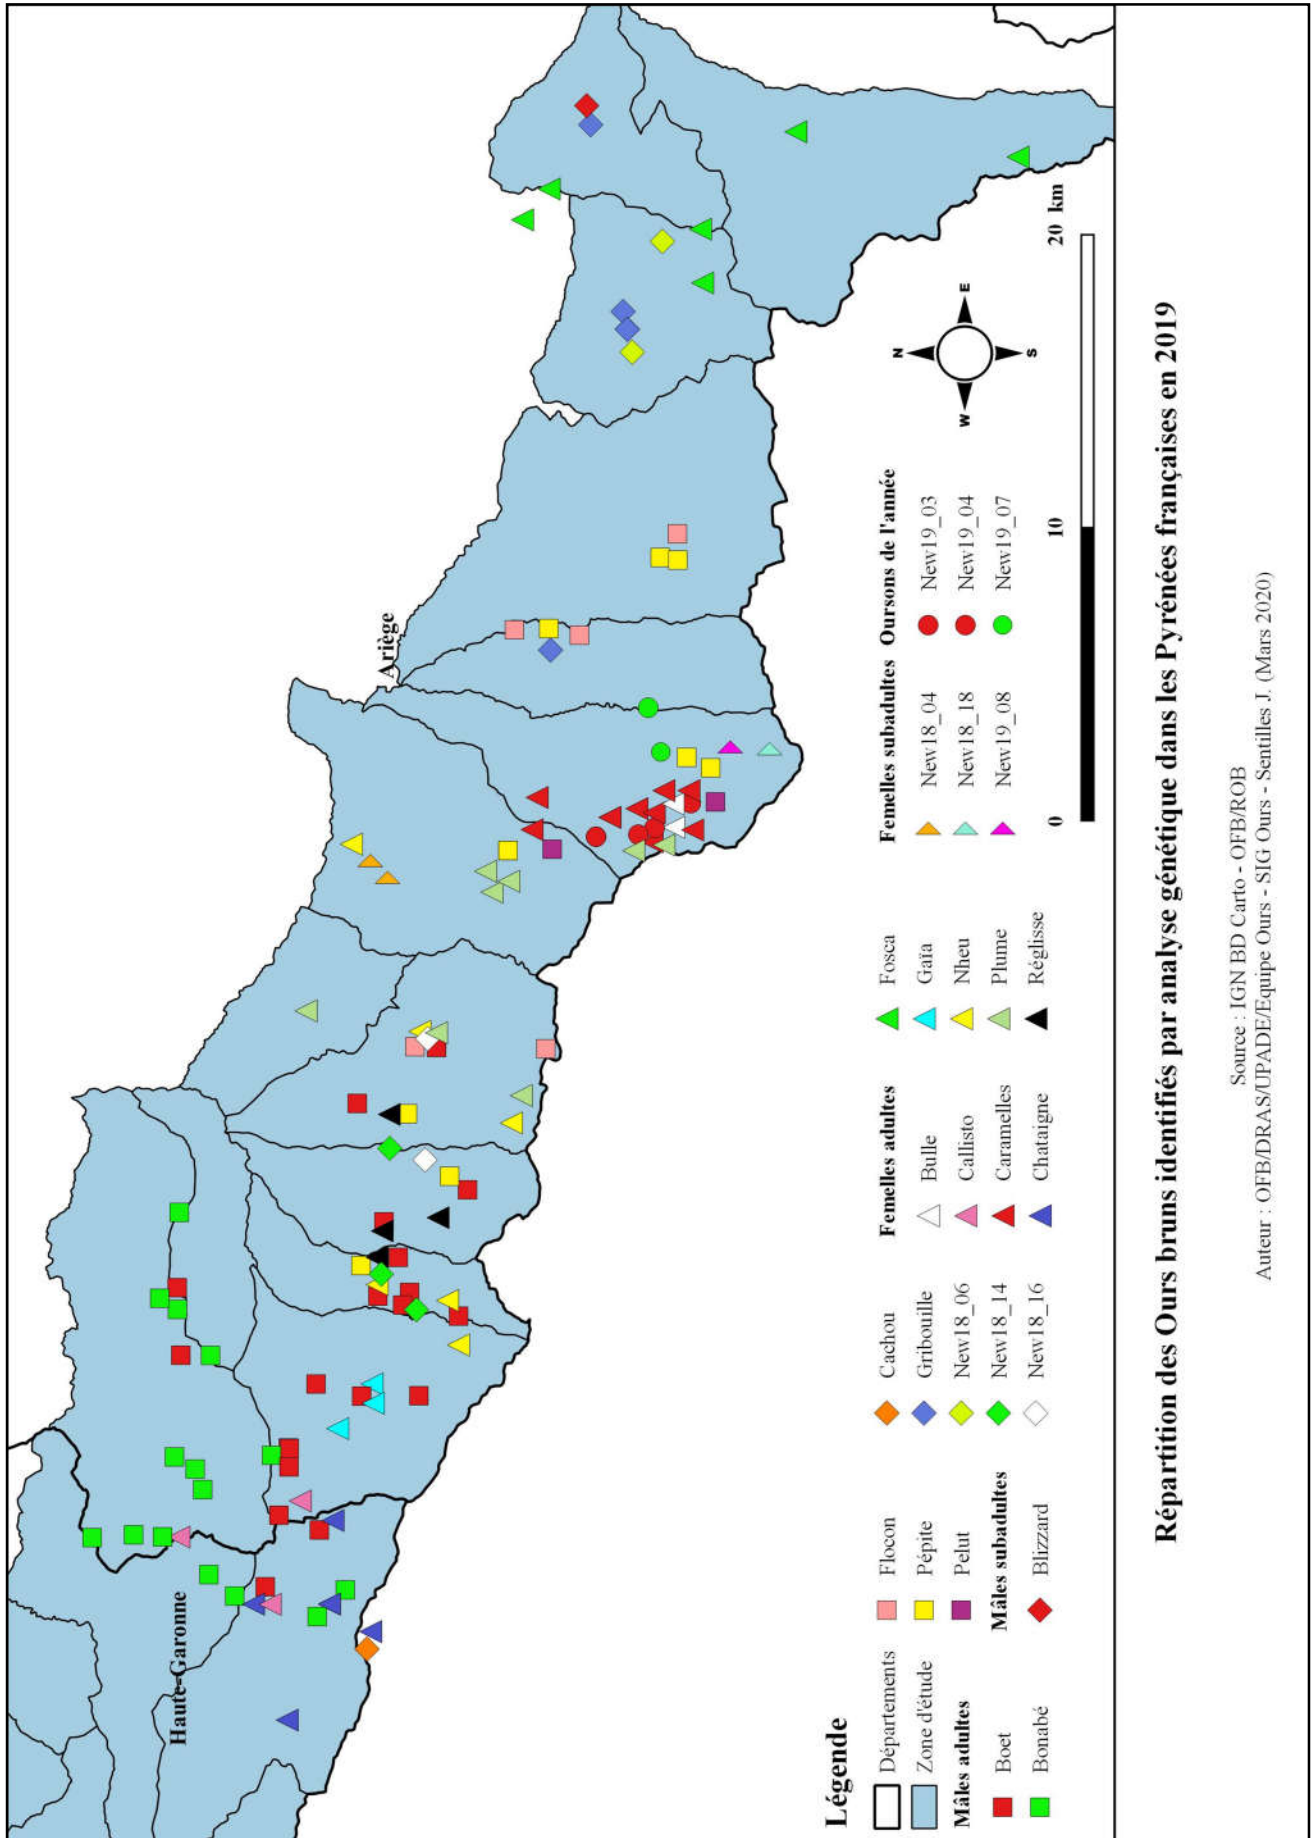 Haute-Garonne
Ariège
Légende
Départements
Zone d'étude
Mâles adultes
Boet
Bonabé
Flocon
Pépite
Pelut
Mâles subadultes
Blizzard
Cachou
Gribouille
New18_06
New18_14
New18_16
Femelles adultes
Bulle
Callisto
Caramelles
Chataigne
Fosca
Gaïa
Nheu
Plume
Réglisse
Femelles subadultes
New18_04
New18_18
New19_08
Oursons de l'année
New19_03
New19_04
New19_07
N
W E
S
0 10 20 km
Répartition des Ours bruns identifiés par analyse génétique dans les Pyrénées françaises en 2019
Source : IGN BD Carto - OFB/ROB
Auteur : OFB/DRAS/UPADE/Equipe Ours - SIG Ours - Sentilles J. (Mars 2020)